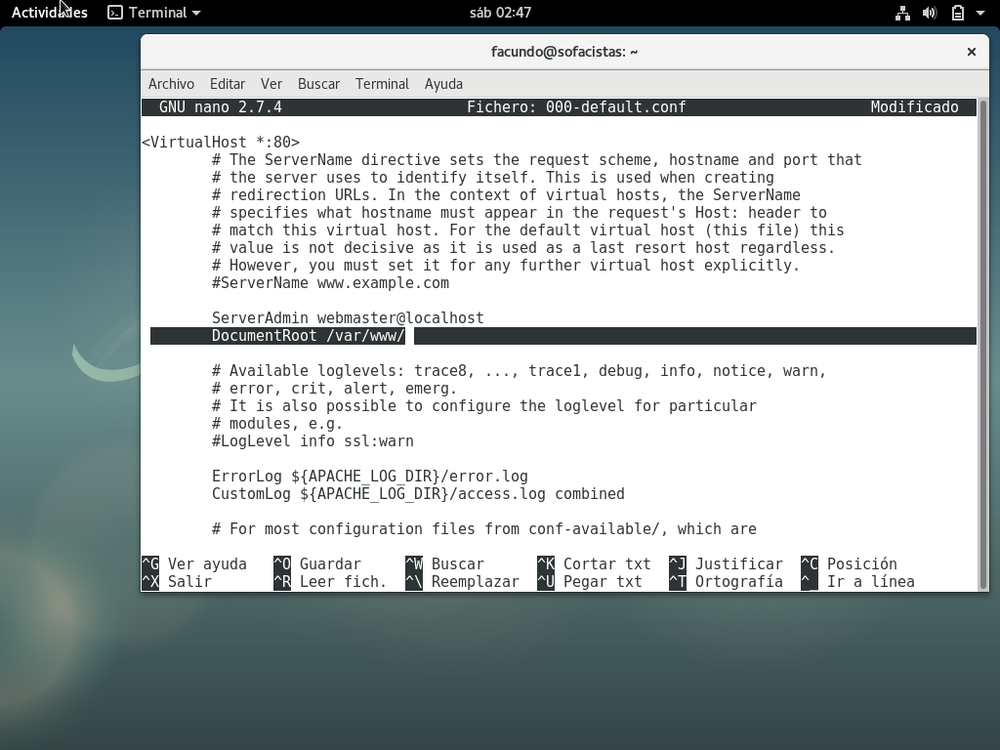 Actividades Terminal sáb 02:47
facundo@sofacistas: ~
Archivo Editar Ver Buscar Terminal Ayuda
GNU nano 2.7.4 Fichero: 000-default.conf Modificado
<VirtualHost *:80>
# The ServerName directive sets the request scheme, hostname and port that
# the server uses to identify itself. This is used when creating
# redirection URLs. In the context of virtual hosts, the ServerName
# specifies what hostname must appear in the request's Host: header to
# match this virtual host. For the default virtual host (this file) this
# value is not decisive as it is used as a last resort host regardless.
# However, you must set it for any further virtual host explicitly.
#ServerName www.example.com
ServerAdmin webmaster@localhost
DocumentRoot /var/www/
# Available loglevels: trace8, ..., trace1, debug, info, notice, warn,
# error, crit, alert, emerg.
# It is also possible to configure the loglevel for particular
# modules, e.g.
#LogLevel info ssl:warn
ErrorLog ${APACHE_LOG_DIR}/error.log
CustomLog ${APACHE_LOG_DIR}/access.log combined
# For most configuration files from conf-available/, which are
^G Ver ayuda ^O Guardar ^W Buscar ^K Cortar txt ^J Justificar ^C Posición
^X Salir ^R Leer fich. ^\ Reemplazar ^U Pegar txt ^T Ortografía ^_ Ir a línea